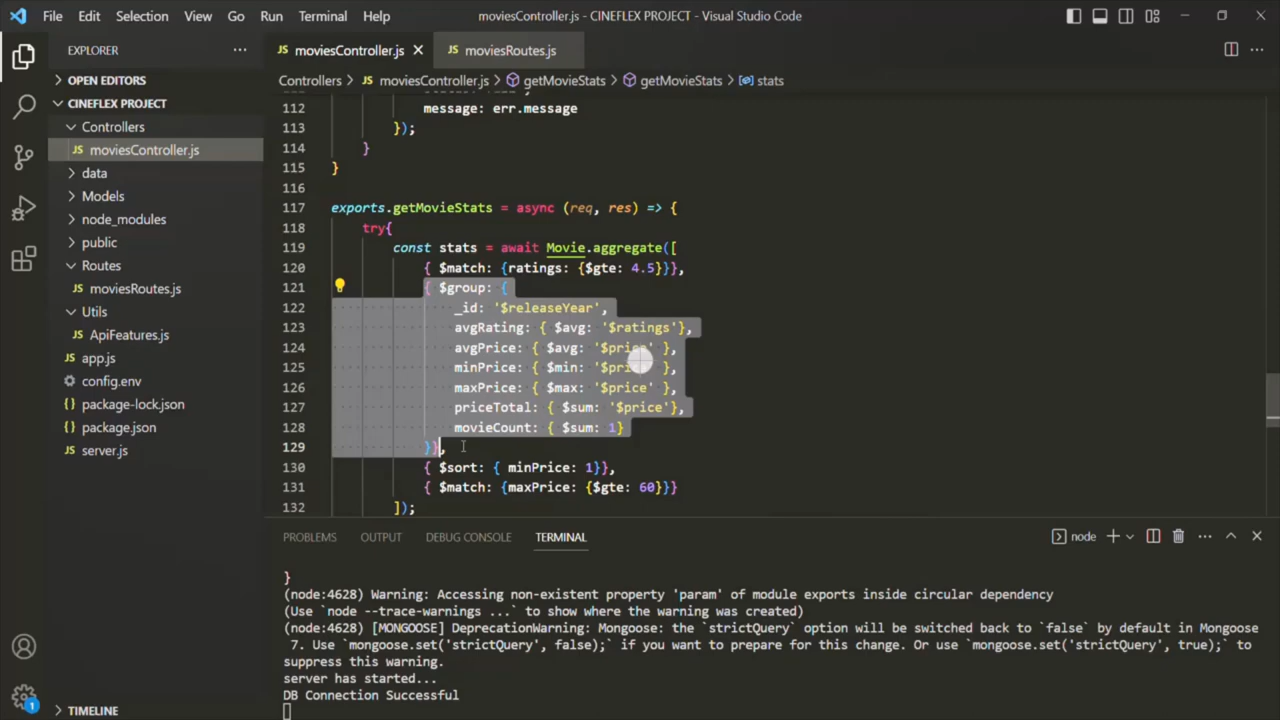 File Edit Selection View Go Run Terminal Help moviesController.js - CINEFLEX PROJECT - Visual Studio Code
EXPLORER
OPEN EDITORS
CINEFLEX PROJECT
Controllers
JS moviesController.js
data
Models
node_modules
public
Routes
JS moviesRoutes.js
Utils
JS ApiFeatures.js
JS app.js
config.env
{} package-lock.json
{} package.json
JS server.js
TIMELINE
1
JS moviesController.js JS moviesRoutes.js
Controllers > JS moviesController.js > getMovieStats > getMovieStats > stats
112 message: err.message
113 });
114 }
115 }
116
117 exports.getMovieStats = async (req, res) => {
118 try{
119 const stats = await Movie.aggregate([
120 { $match: {ratings: {$gte: 4.5}}},
121 { $group: {
122 _id: '$releaseYear',
123 avgRating: { $avg: '$ratings'},
124 avgPrice: { $avg: '$price' },
125 minPrice: { $min: '$price' },
126 maxPrice: { $max: '$price' },
127 priceTotal: { $sum: '$price'},
128 movieCount: { $sum: 1}
129 }},
130 { $sort: { minPrice: 1}},
131 { $match: {maxPrice: {$gte: 60}}}
132 ]);
PROBLEMS OUTPUT DEBUG CONSOLE TERMINAL node
}
(node:4628) Warning: Accessing non-existent property 'param' of module exports inside circular dependency
(Use `node --trace-warnings ...` to show where the warning was created)
(node:4628) [MONGOOSE] DeprecationWarning: Mongoose: the `strictQuery` option will be switched back to `false` by default in Mongoose
7. Use `mongoose.set('strictQuery', false);` if you want to prepare for this change. Or use `mongoose.set('strictQuery', true);` to
suppress this warning.
server has started...
DB Connection Successful